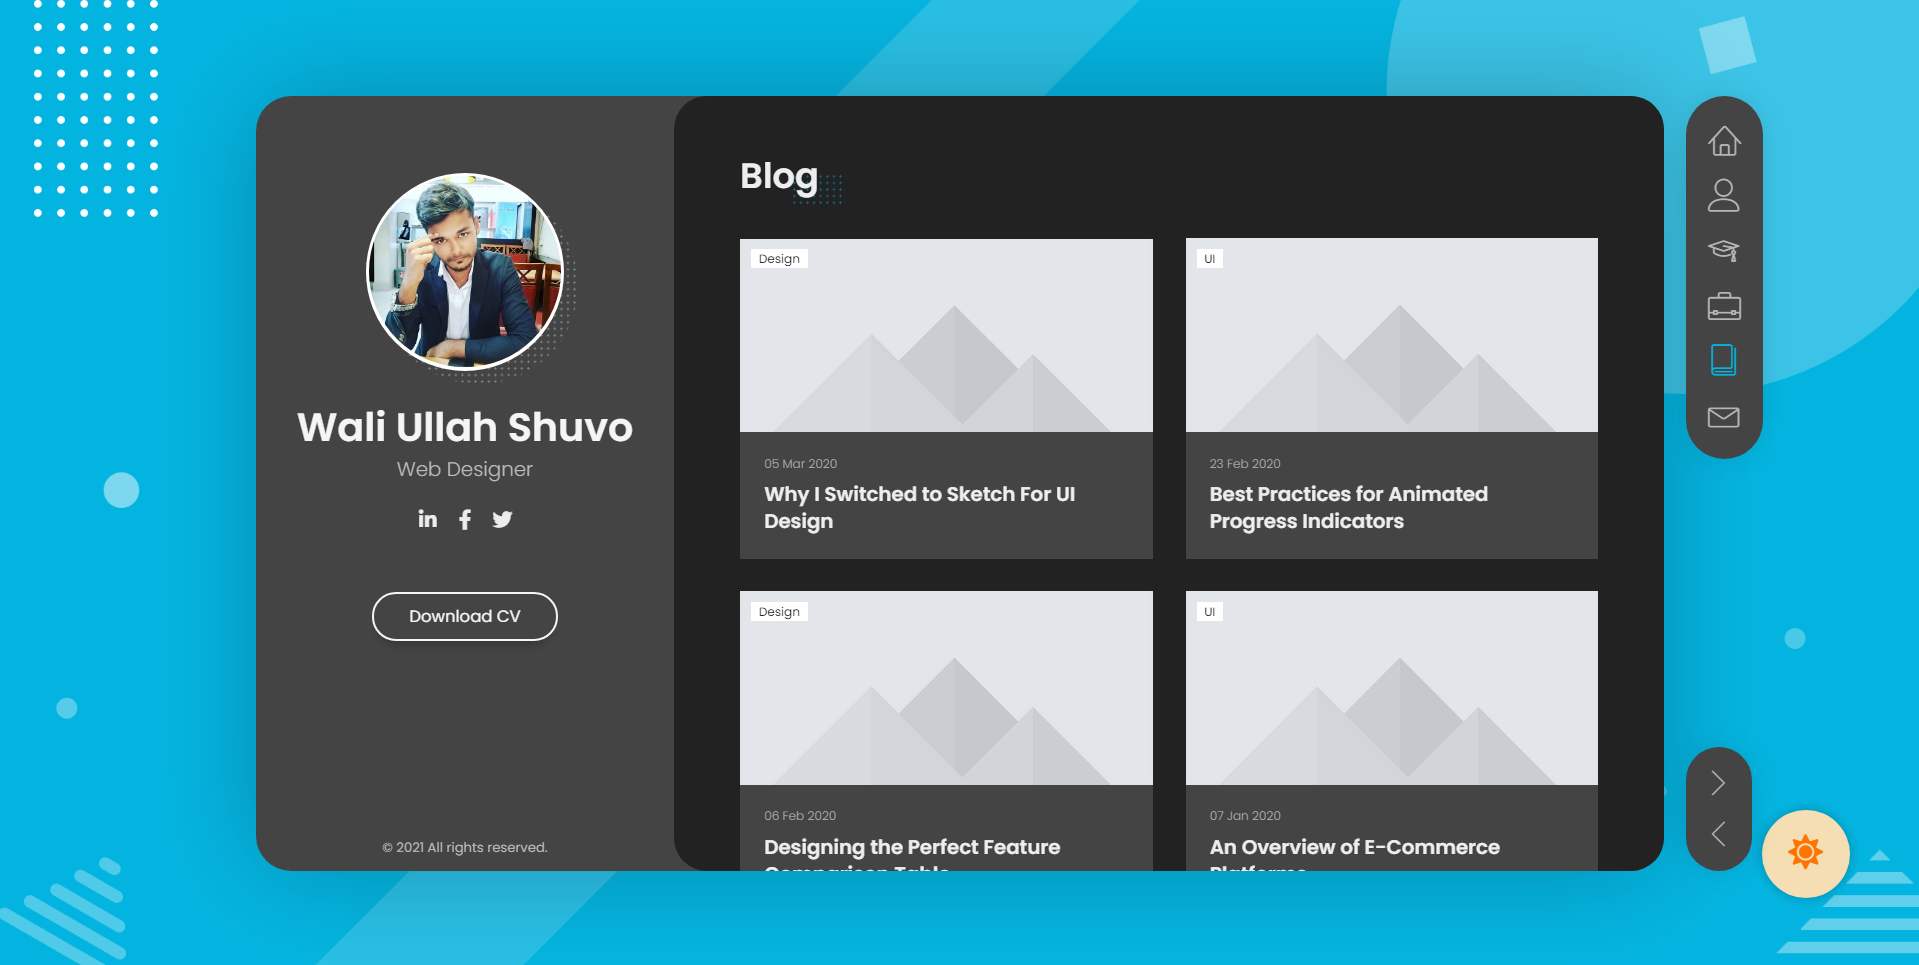 Wali Ullah Shuvo
Web Designer
Download CV
© 2021 All rights reserved.
Blog
Design
05 Mar 2020
Why I Switched to Sketch For UI
Design
UI
23 Feb 2020
Best Practices for Animated
Progress Indicators
Design
06 Feb 2020
Designing the Perfect Feature
UI
07 Jan 2020
An Overview of E-Commerce